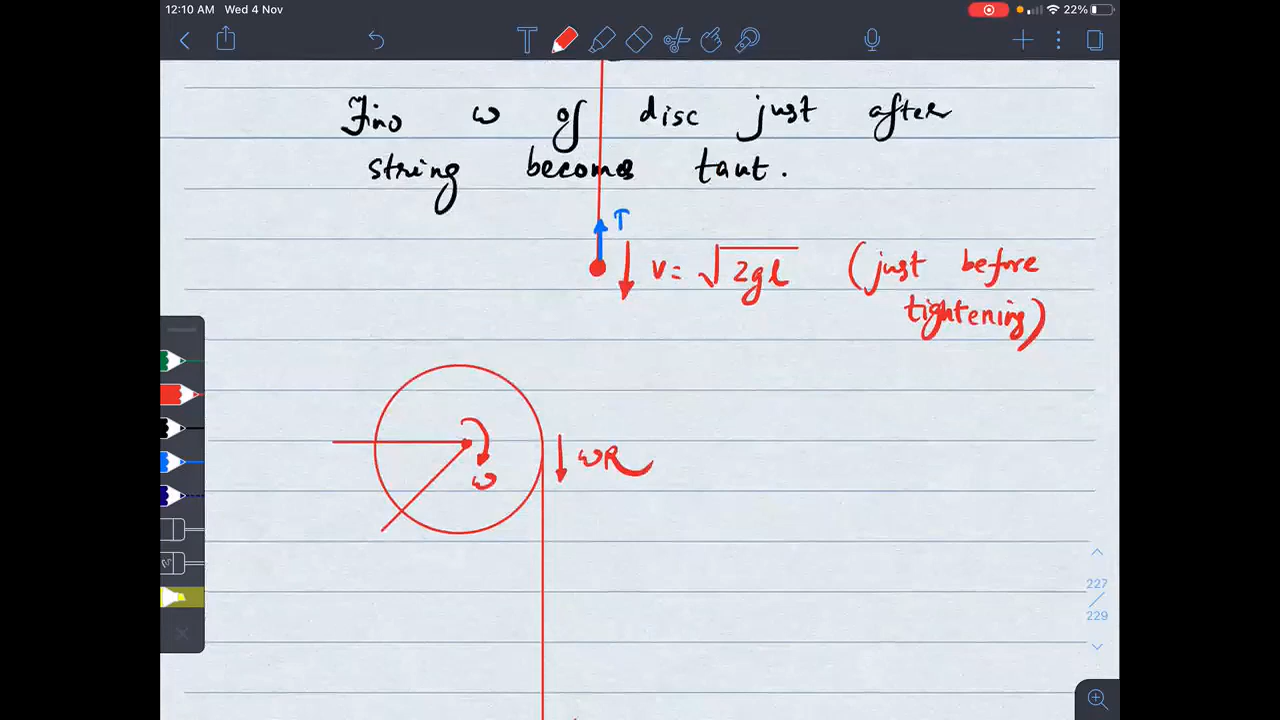 12:10 AM Wed 4 Nov
22%
Find ω of disc just after
string becomes taut.
T
v = √2gl (just before
tightening)
ωR
ω
227
229